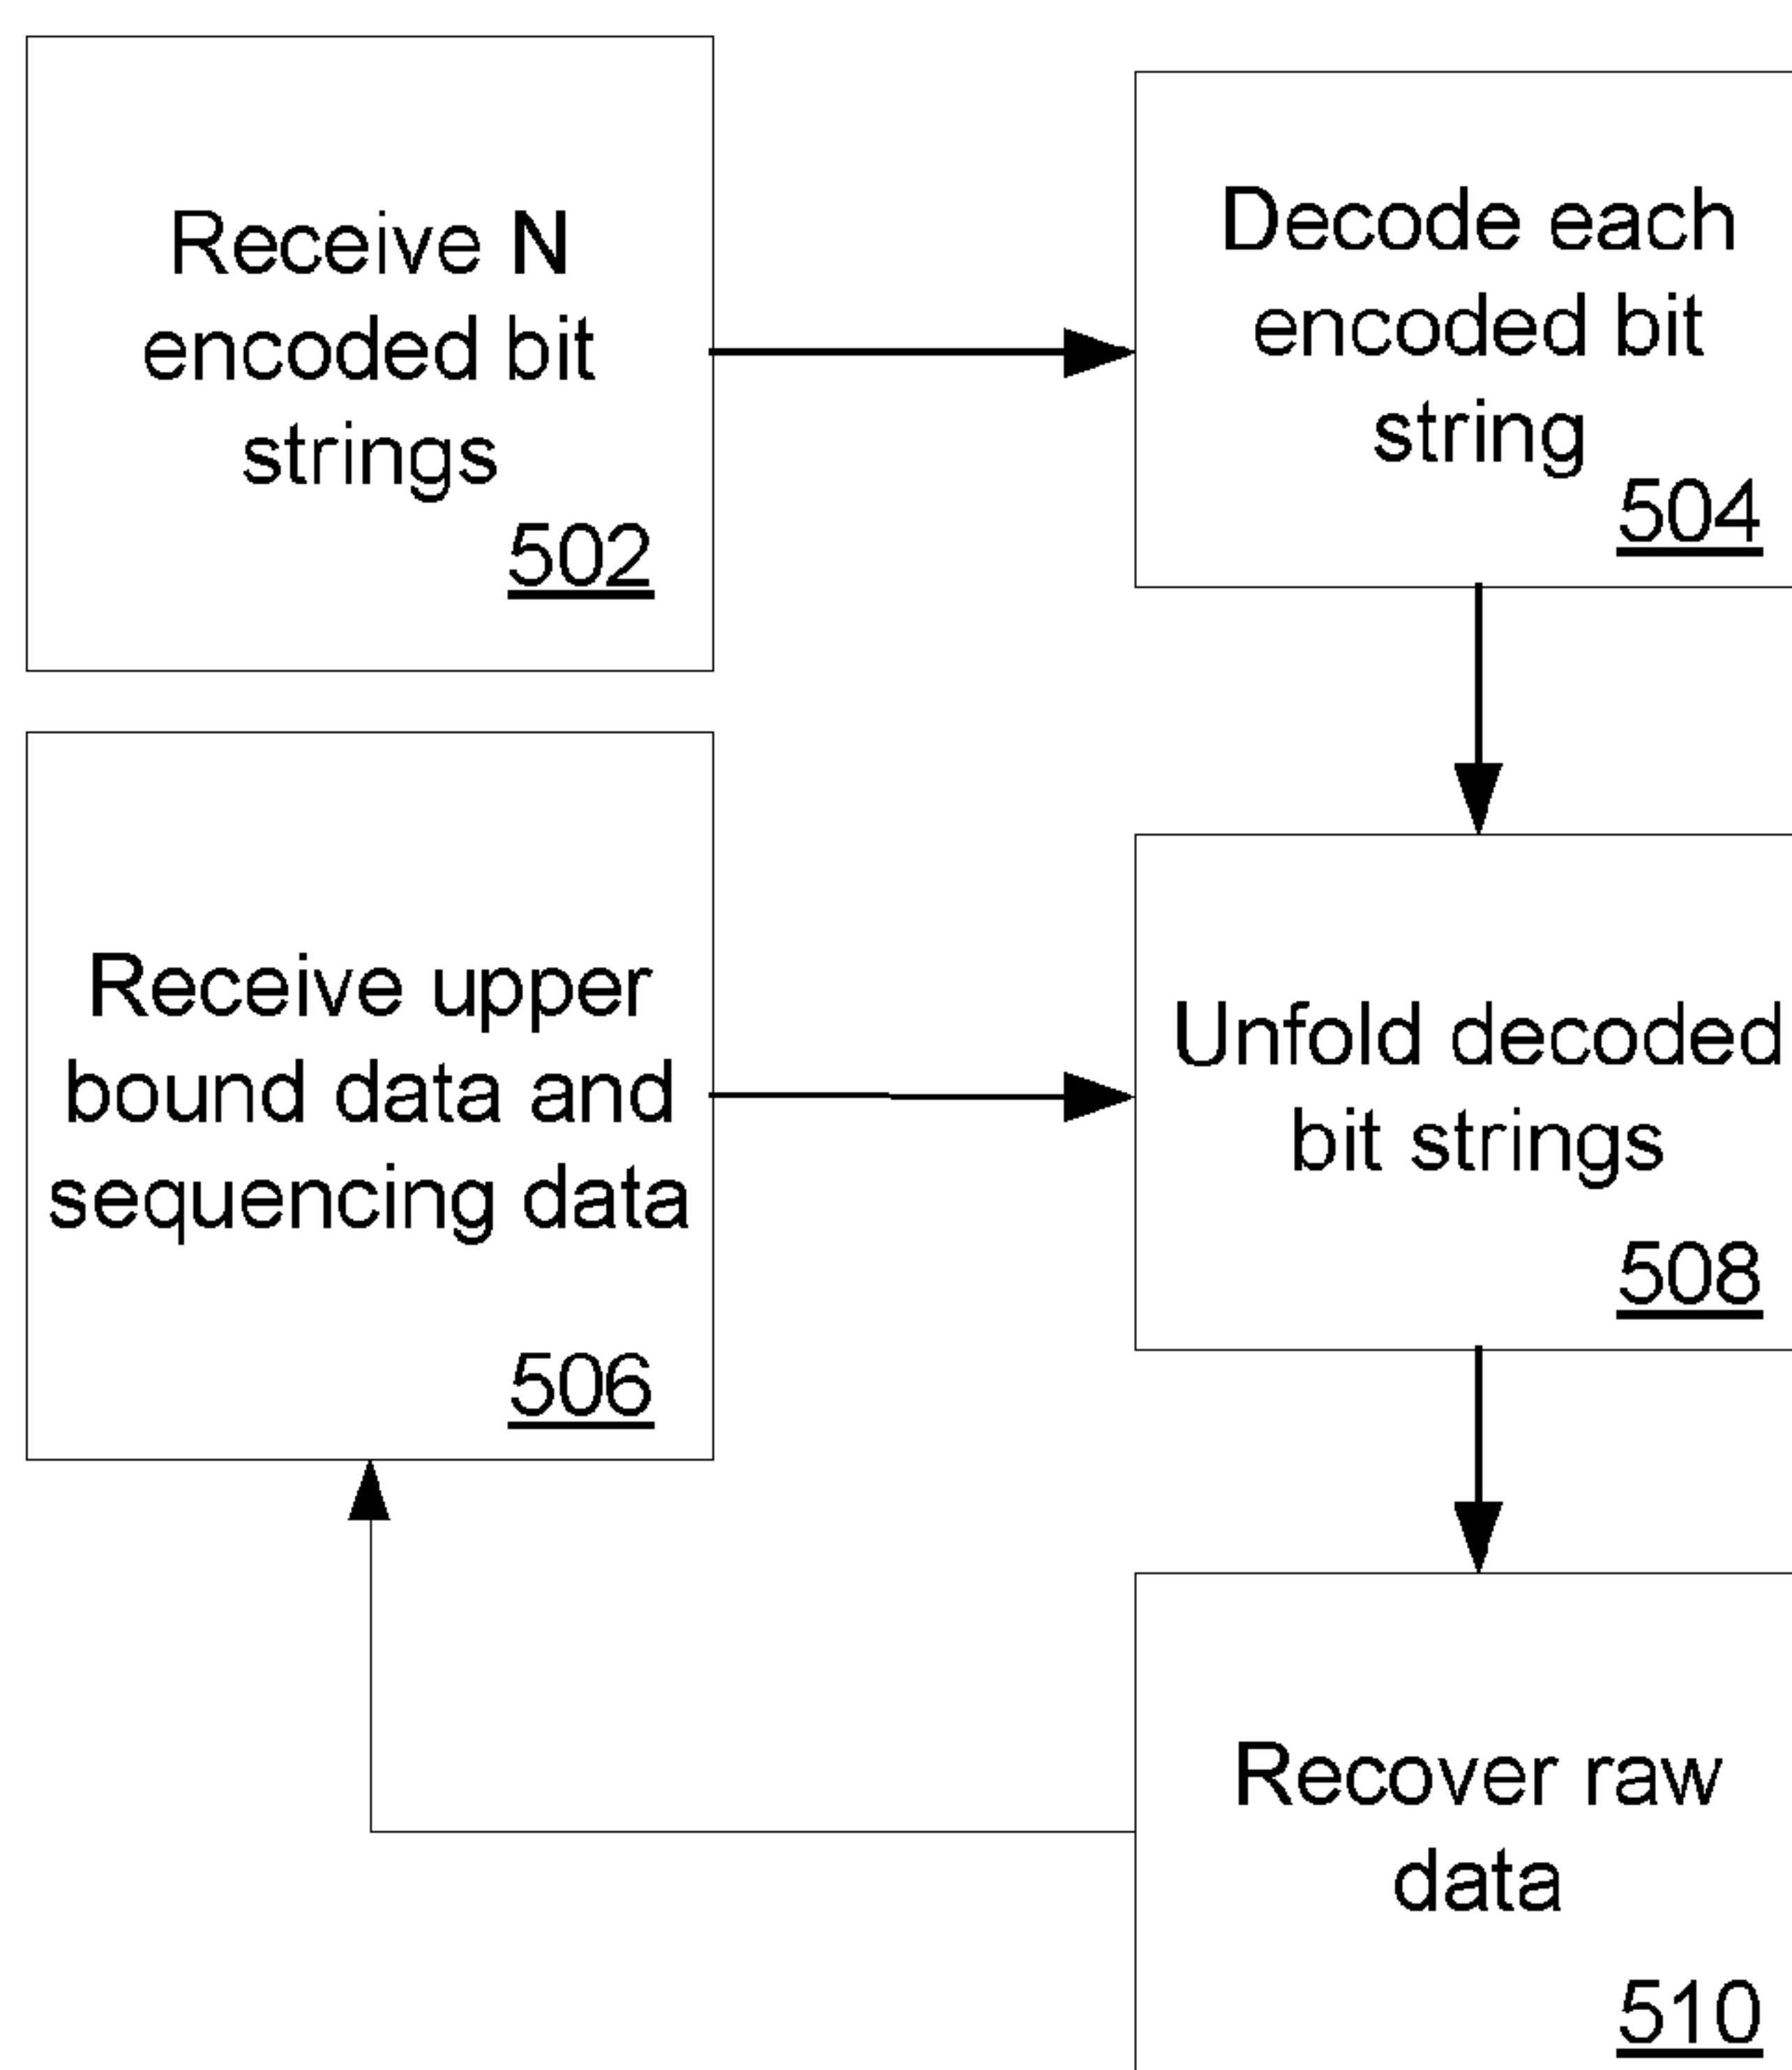 Receive N
encoded bit
strings
502
Decode each
encoded bit
string
504
Receive upper
bound data and
sequencing data
506
Unfold decoded
bit strings
508
Recover raw
data
510